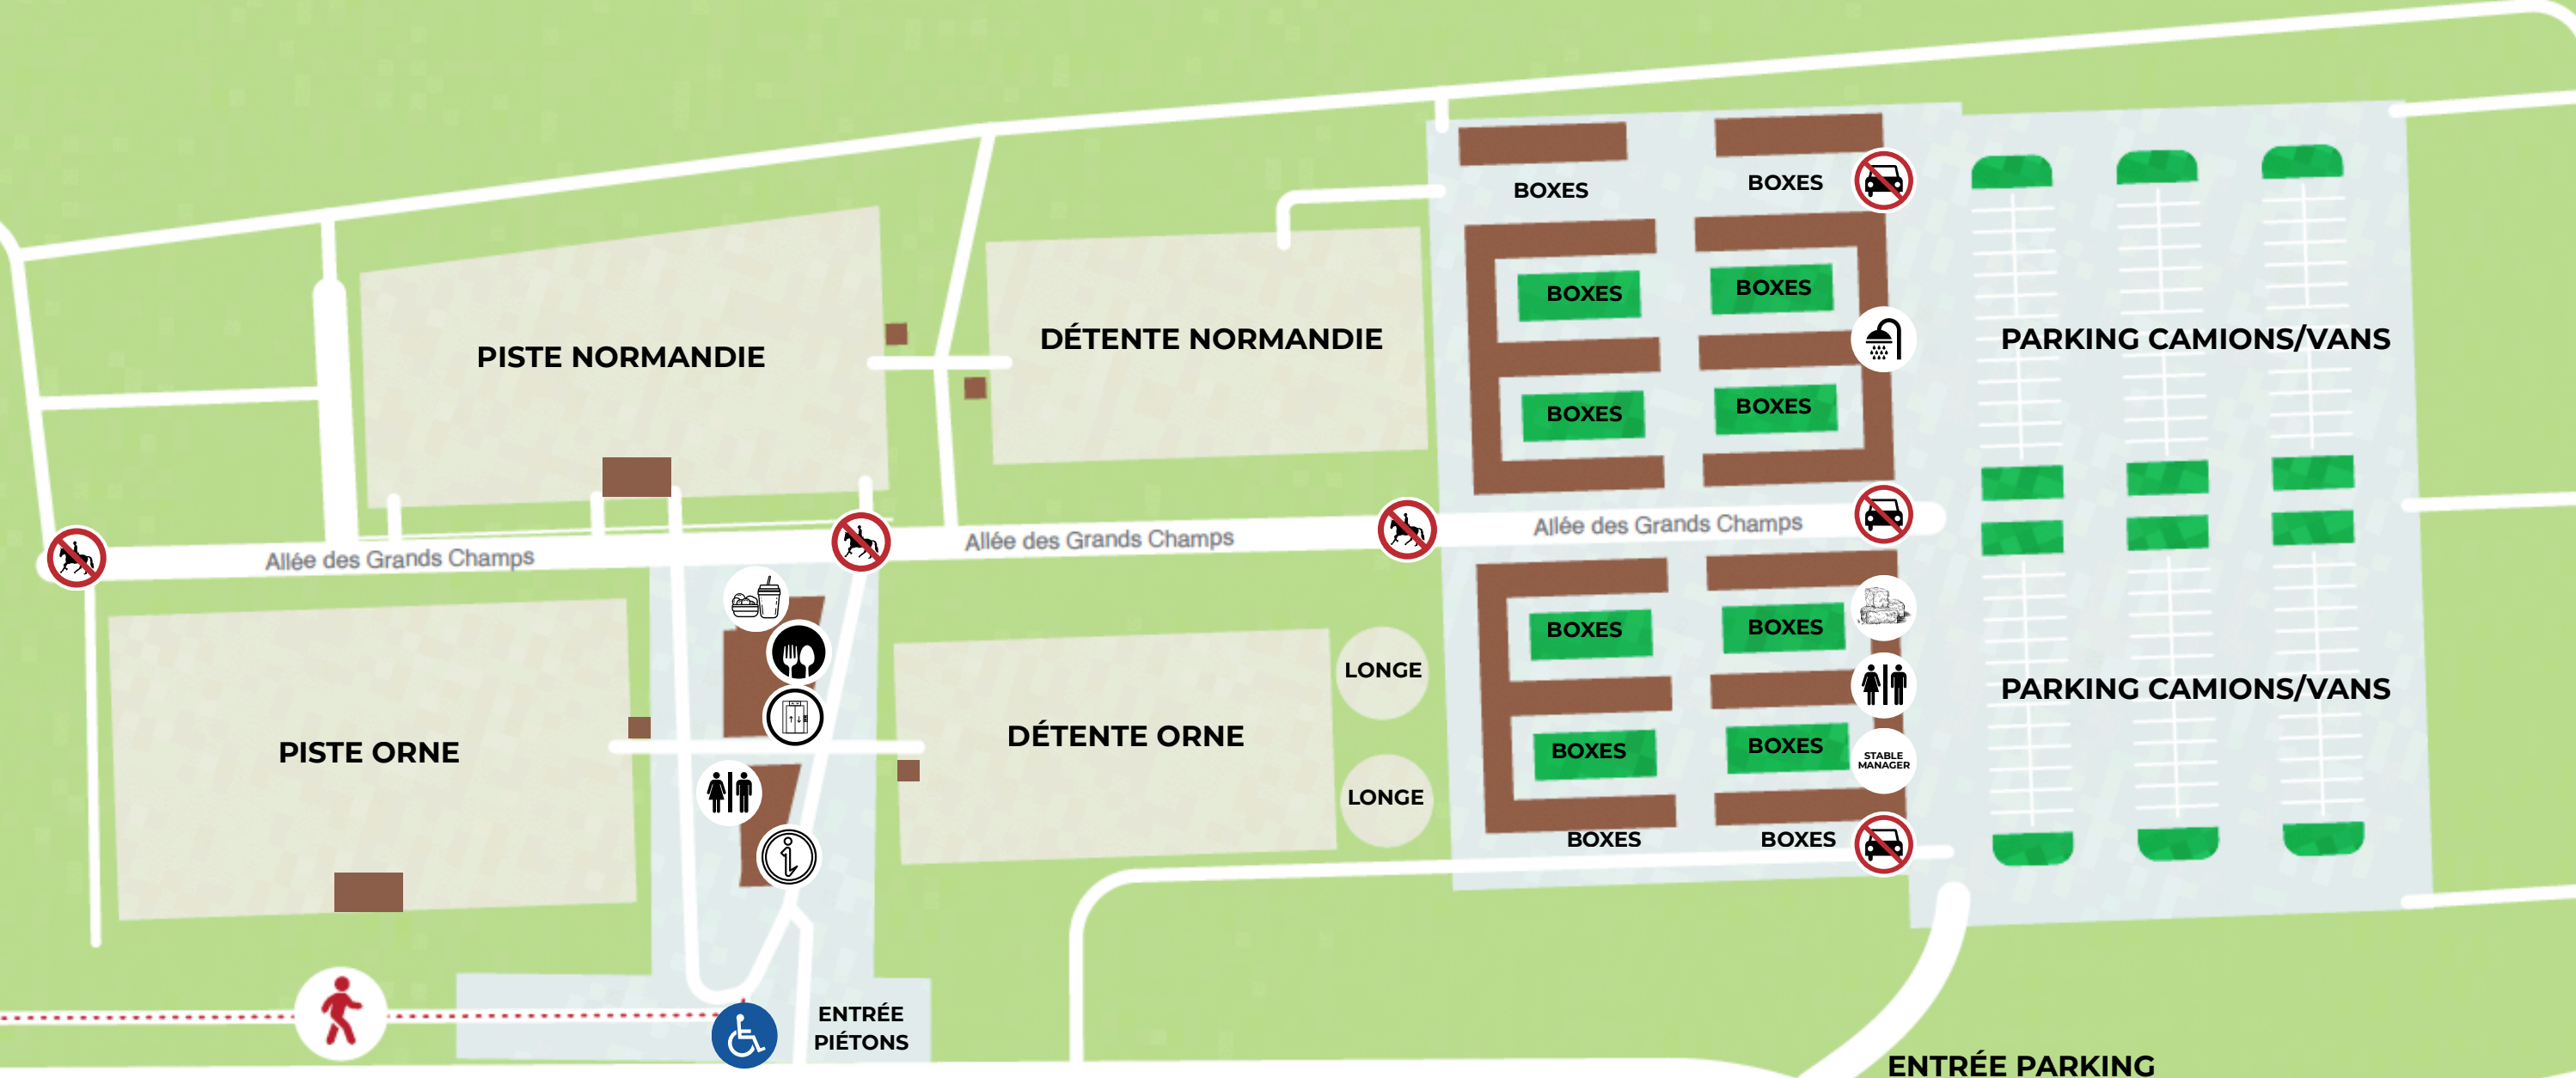 BOXES
BOXES
PISTE NORMANDIE
DÉTENTE NORMANDIE
BOXES
BOXES
PARKING CAMIONS/VANS
BOXES
BOXES
Allée des Grands Champs
Allée des Grands Champs
Allée des Grands Champs
BOXES
BOXES
LONGE
PARKING CAMIONS/VANS
PISTE ORNE
DÉTENTE ORNE
BOXES
BOXES
STABLE
MANAGER
LONGE
BOXES
BOXES
ENTRÉE
PIÉTONS
ENTRÉE PARKING